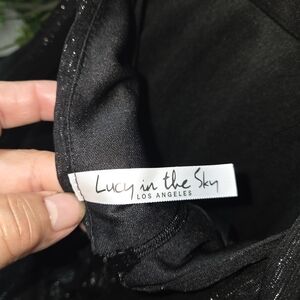 Lucy in the Sky
LOS ANGELES